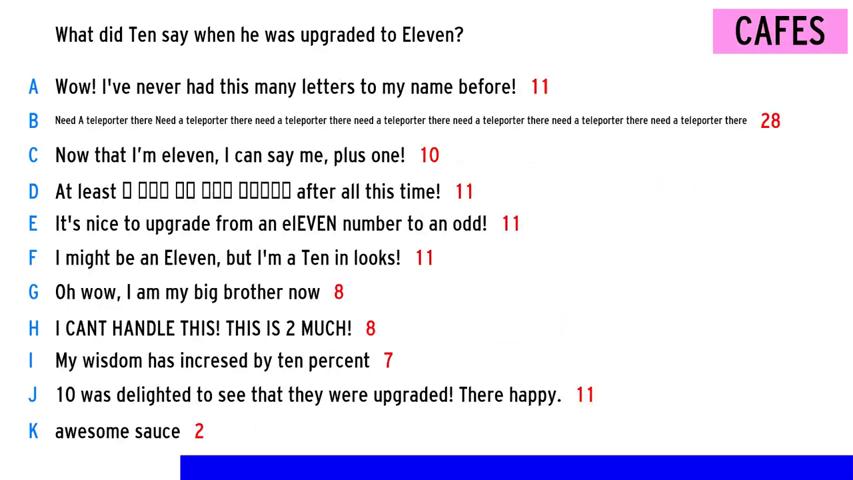 What did Ten say when he was upgraded to Eleven?
CAFES
A Wow! I've never had this many letters to my name before! 11
B Need A teleporter there Need a teleporter there need a teleporter there need a teleporter there need a teleporter there need a teleporter there need a teleporter there 28
C Now that I'm eleven, I can say me, plus one! 10
D At least after all this time! 11
E It's nice to upgrade from an elEVEN number to an odd! 11
F I might be an Eleven, but I'm a Ten in looks! 11
G Oh wow, I am my big brother now 8
H I CANT HANDLE THIS! THIS IS 2 MUCH! 8
I My wisdom has incresed by ten percent 7
J 10 was delighted to see that they were upgraded! There happy. 11
K awesome sauce 2